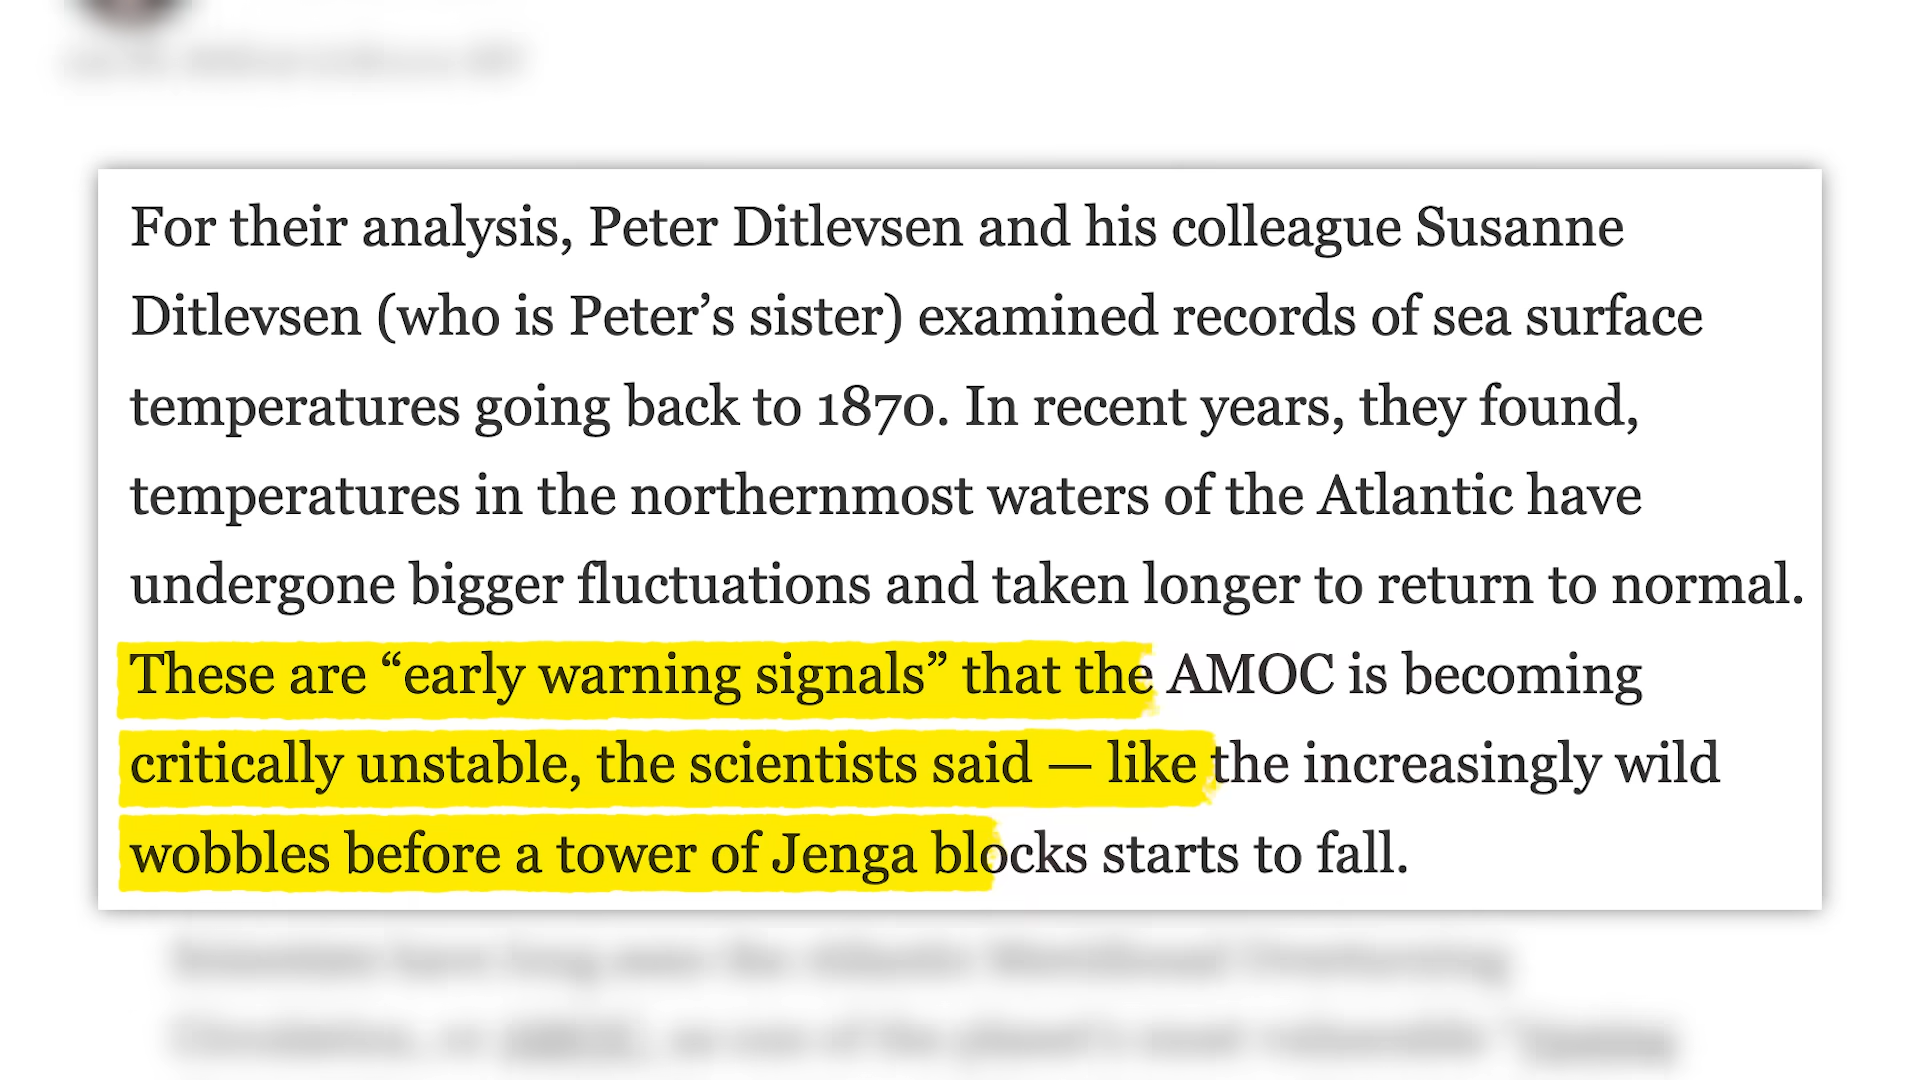 For their analysis, Peter Ditlevsen and his colleague Susanne
Ditlevsen (who is Peter’s sister) examined records of sea surface
temperatures going back to 1870. In recent years, they found,
temperatures in the northernmost waters of the Atlantic have
undergone bigger fluctuations and taken longer to return to normal.
These are “early warning signals” that the AMOC is becoming
critically unstable, the scientists said — like the increasingly wild
wobbles before a tower of Jenga blocks starts to fall.